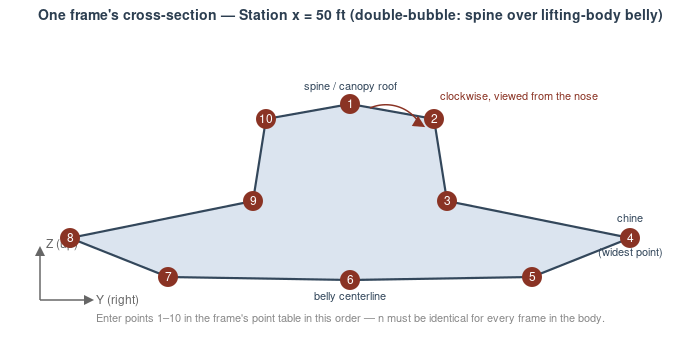 One frame's cross-section — Station x = 50 ft (double-bubble: spine over lifting-body belly)
spine / canopy roof
clockwise, viewed from the nose
1
10
2
9
3
chine
8
4
Z (up)
(widest point)
7
6
5
belly centerline
Y (right)
Enter points 1–10 in the frame's point table in this order — n must be identical for every frame in the body.